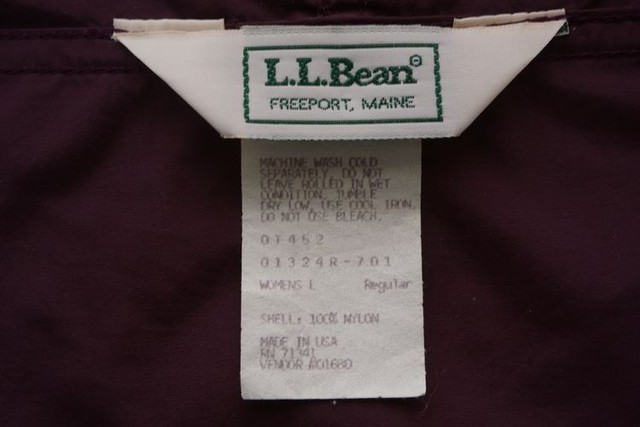 L.L.Bean®
FREEPORT, MAINE
MACHINE WASH COLD
SEPARATELY. DO NOT
LEAVE ROLLED IN WET
CONDITION. TUMBLE
DRY LOW. USE COOL IRON.
DO NOT USE BLEACH.
0T452
01324R-701
WOMENS L Regular
SHELL: 100% NYLON
MADE IN USA
RN 71341
VENDOR #01680